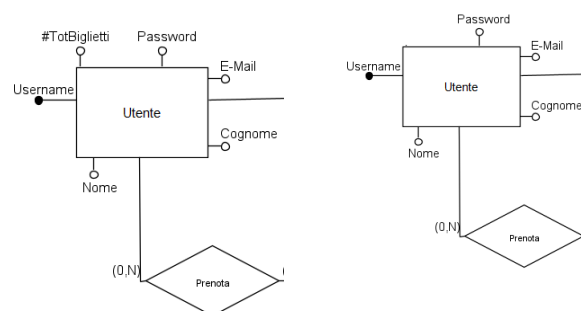 #TotBiglietti
Password
E-Mail
Username
Utente
Cognome
Nome
(0,N)
Prenota
(
Password
E-Mail
Username
Utente
Cognome
Nome
(0,N)
Prenota